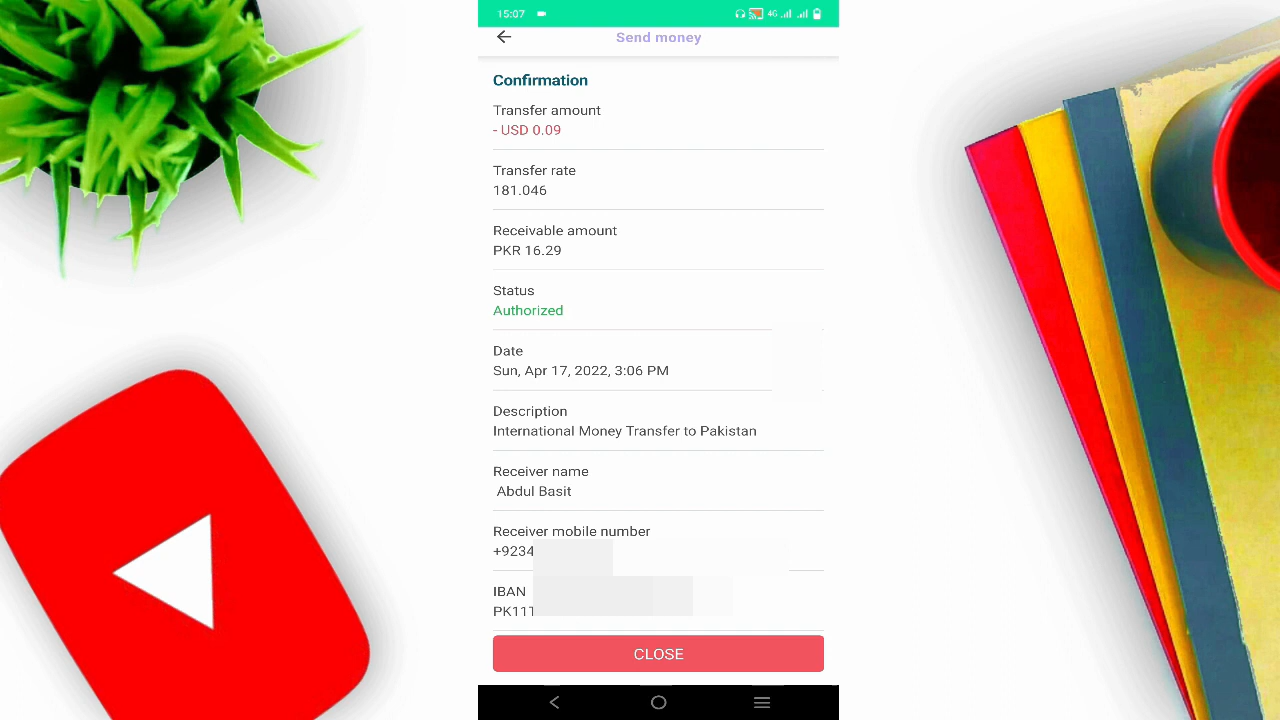 15:07 4G
Send money
Confirmation
Transfer amount
- USD 0.09
Transfer rate
181.046
Receivable amount
PKR 16.29
Status
Authorized
Date
Sun, Apr 17, 2022, 3:06 PM
Description
International Money Transfer to Pakistan
Receiver name
Abdul Basit
Receiver mobile number
+9234
IBAN
PK11
CLOSE